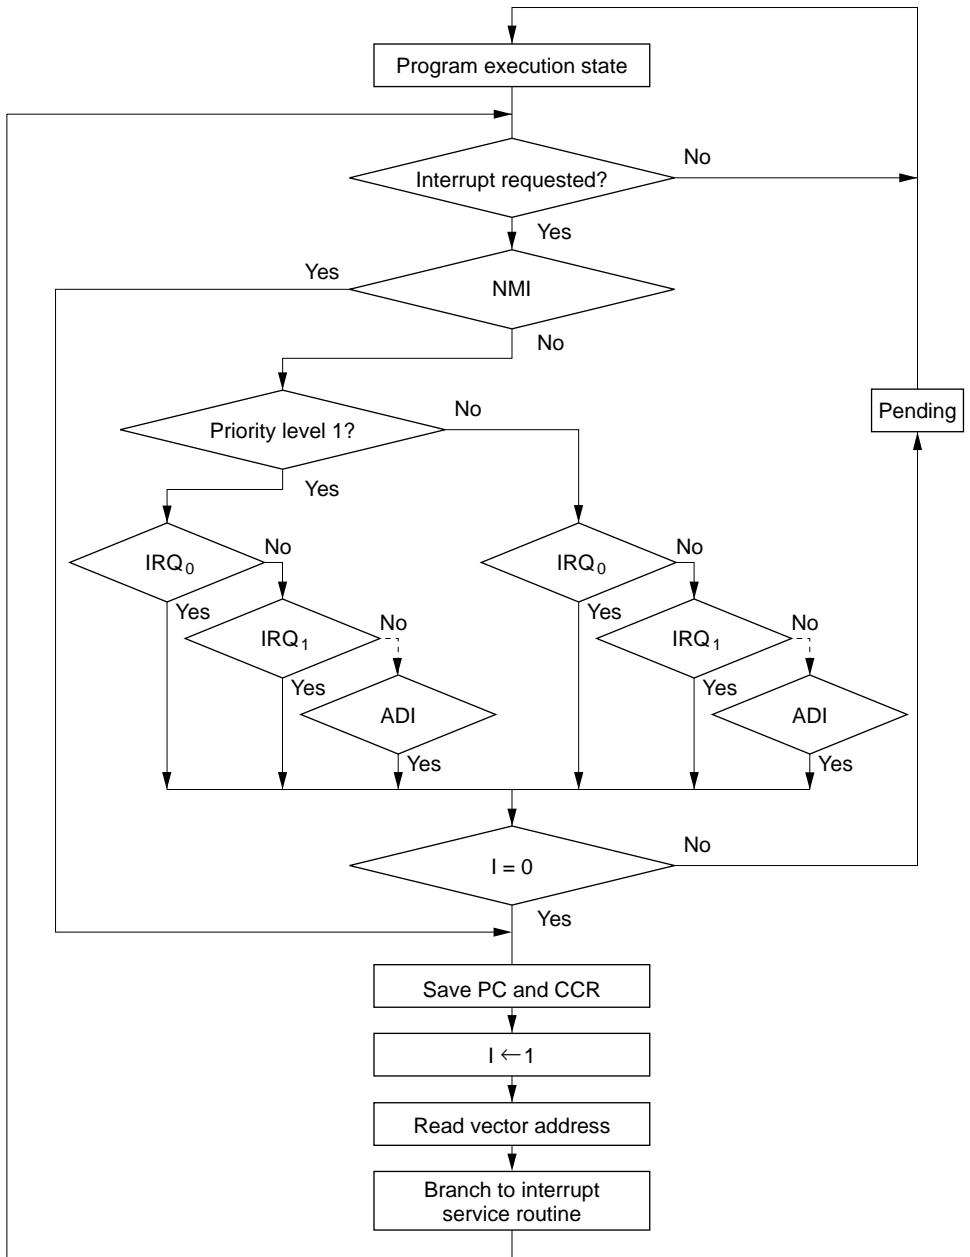 Program execution state
Interrupt requested?
No
Yes
Yes
NMI
No
Pending
Priority level 1?
No
Yes
IRQ0
No
IRQ0
No
Yes
IRQ1
No
Yes
IRQ1
No
Yes
ADI
Yes
ADI
Yes
Yes
I = 0
No
Yes
Save PC and CCR
I ←1
Read vector address
Branch to interrupt
service routine